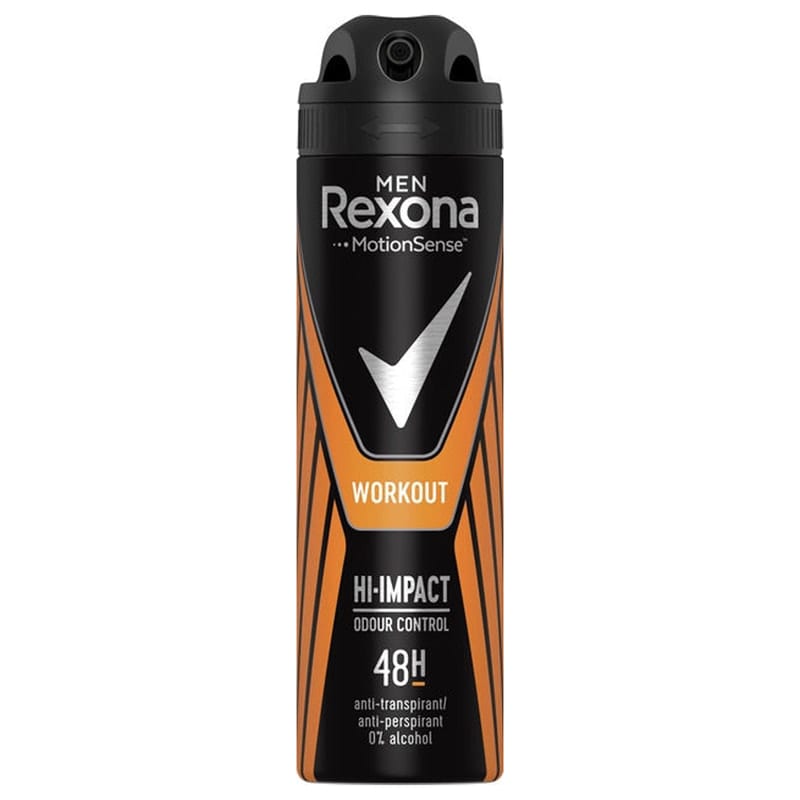 MEN
Rexona
MotionSense™
WORKOUT
HI-IMPACT
ODOUR CONTROL
48H
anti-transpirant/
anti-perspirant
0% alcohol